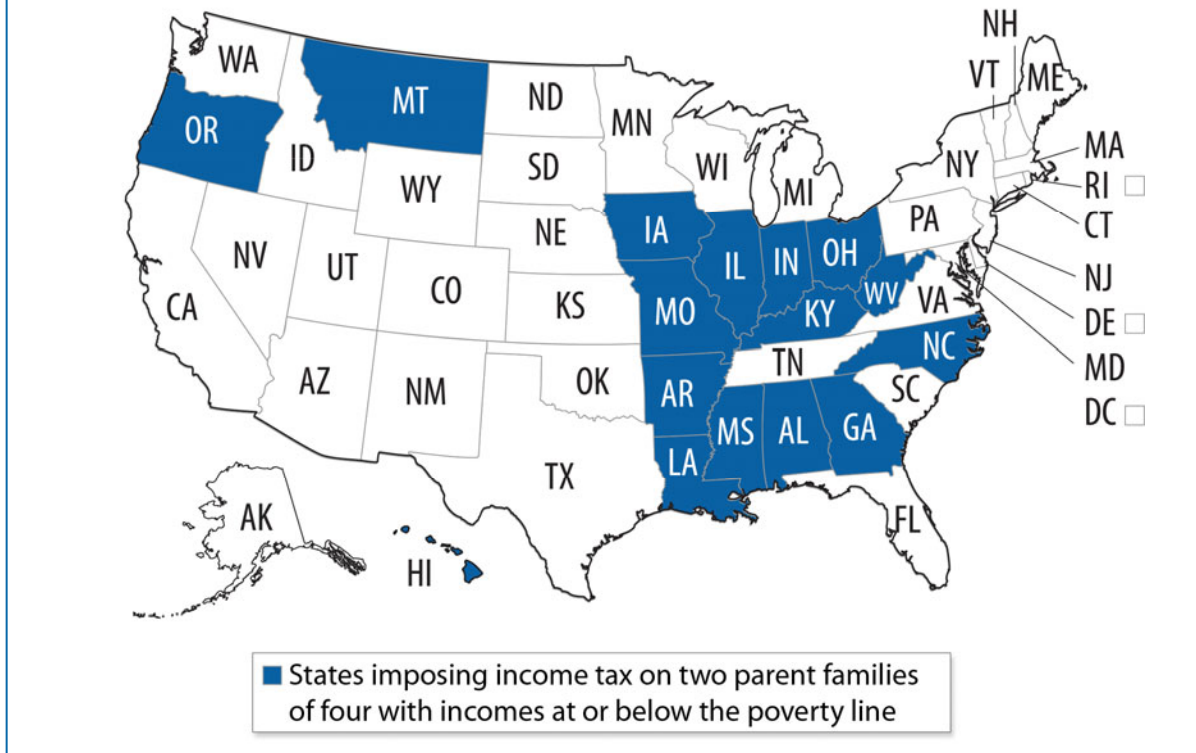 NH
WA
VT
ME
MT
ND
OR
MN
ID
SD
WI
NY
MA
MI
RI
WY
CT
PA
IA
NE
NV
UT
IL
IN
OH
NJ
CO
WV
VA
CA
KS
MO
KY
DE
NC
TN
MD
AZ
NM
OK
AR
SC
DC
MS
AL
GA
LA
TX
AK
FL
HI
States imposing income tax on two parent families
of four with incomes at or below the poverty line